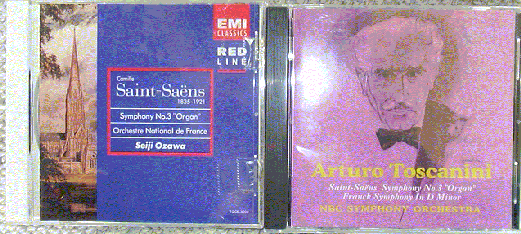 EMI
CLASSICS
RED
LINE
Camille
Saint-Saëns
1835-1921
Symphony No.3 "Organ"
Orchestre National de France
Seiji Ozawa
Arturo Toscanini
Saint-Saëns Symphony No.3 "Organ"
Franck Symphony In D Minor
NBC SYMPHONY ORCHESTRA